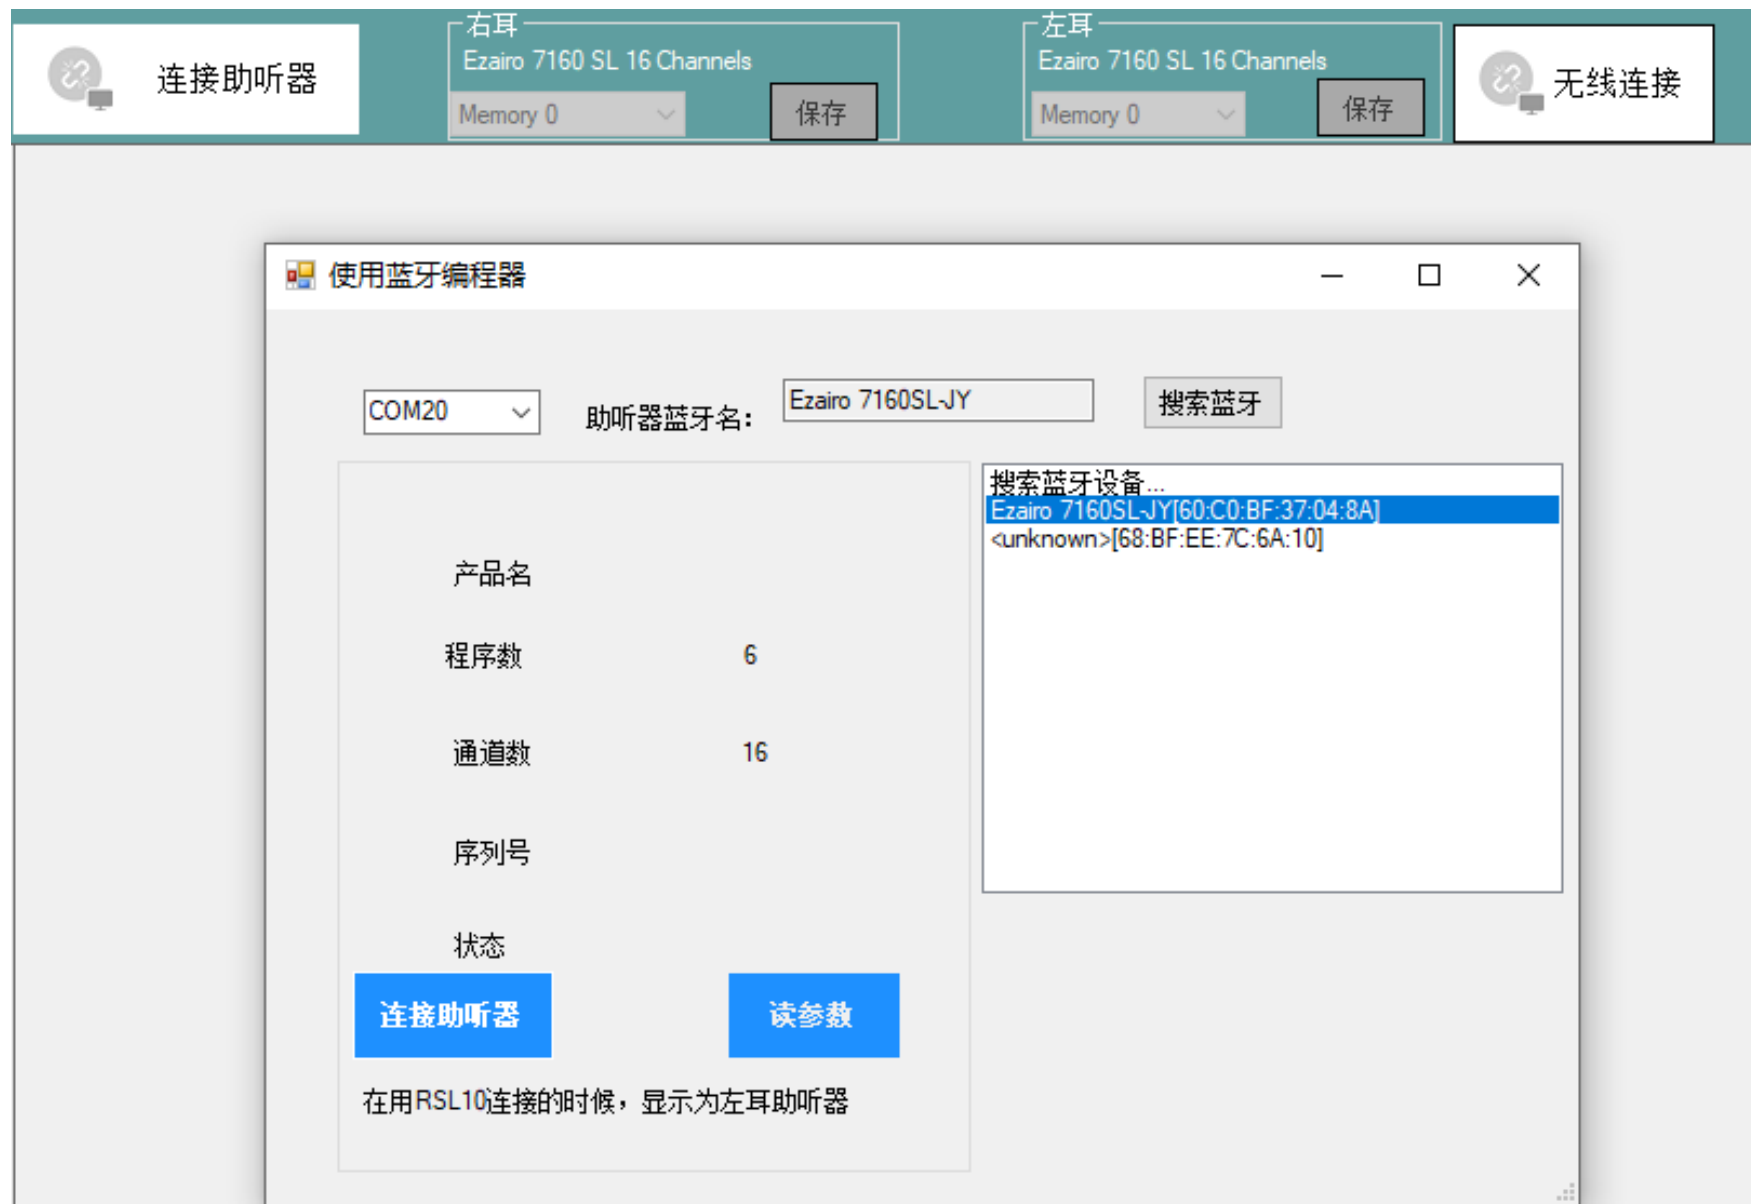 连接助听器
右耳
Ezairo 7160 SL 16 Channels
Memory 0
保存
左耳
Ezairo 7160 SL 16 Channels
Memory 0
保存
无线连接
使用蓝牙编程器
COM20
助听器蓝牙名：
Ezairo 7160SL-JY
搜索蓝牙
搜索蓝牙设备...
Ezairo 7160SL-JY[60:C0:BF:37:04:8A]
<unknown>[68:BF:EE:7C:6A:10]
产品名
程序数 6
通道数 16
序列号
状态
连接助听器
读参数
在用RSL10连接的时候，显示为左耳助听器